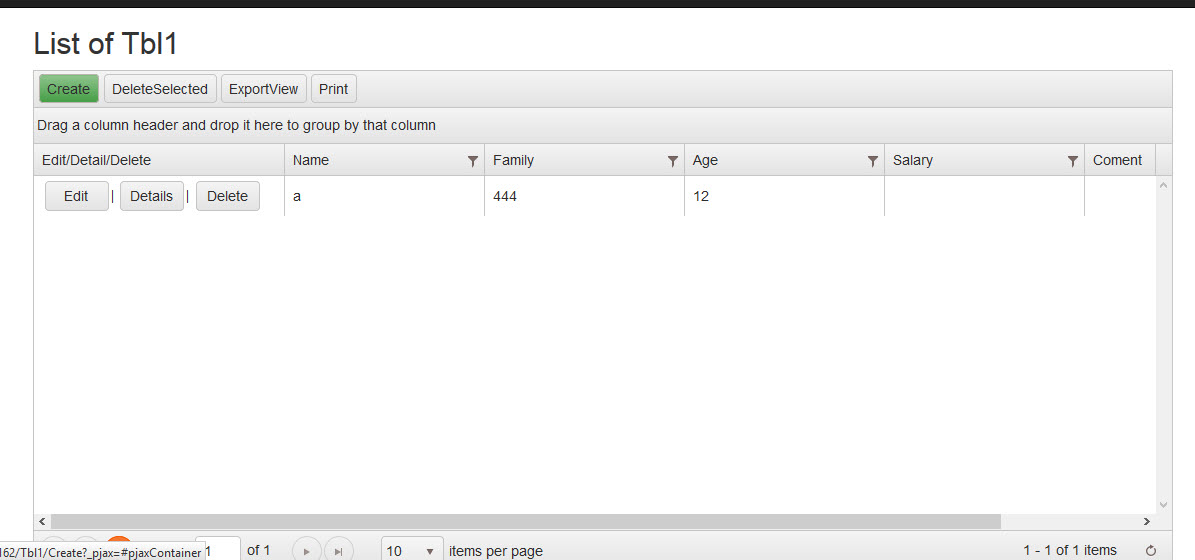 List of Tbl1
Create DeleteSelected ExportView Print
Drag a column header and drop it here to group by that column
Edit/Detail/Delete Name Family Age Salary Coment
Edit | Details | Delete a 444 12
162/Tbl1/Create?_pjax=#pjaxContainer 1 of 1 10 items per page 1 - 1 of 1 items